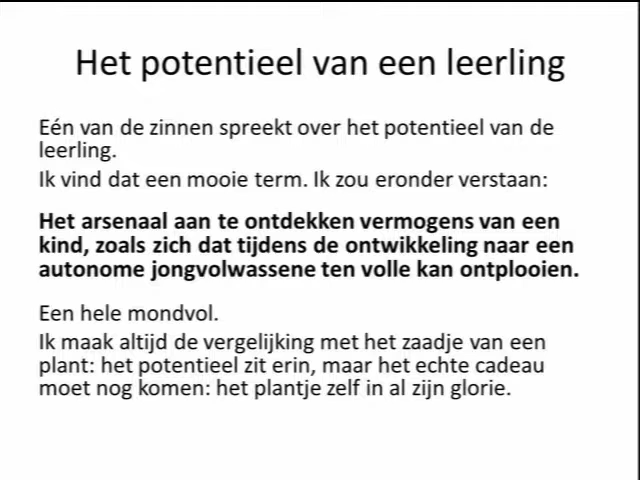 Het potentieel van een leerling
Eén van de zinnen spreekt over het potentieel van de
leerling.
Ik vind dat een mooie term. Ik zou eronder verstaan:
Het arsenaal aan te ontdekken vermogens van een
kind, zoals zich dat tijdens de ontwikkeling naar een
autonome jongvolwassene ten volle kan ontplooien.
Een hele mondvol.
Ik maak altijd de vergelijking met het zaadje van een
plant: het potentieel zit erin, maar het echte cadeau
moet nog komen: het plantje zelf in al zijn glorie.